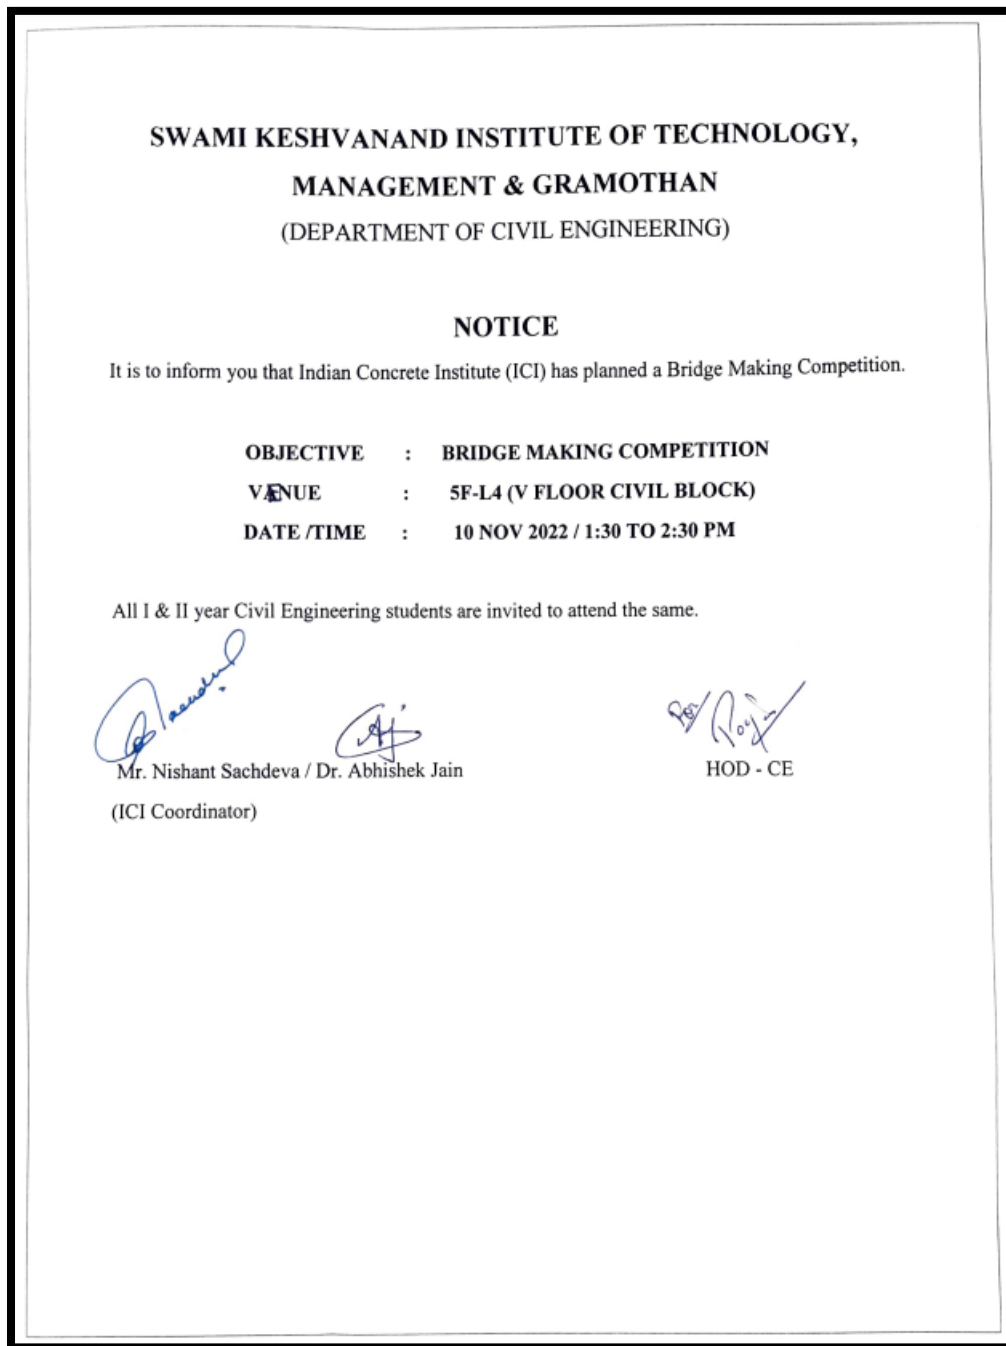 SWAMI KESHVANAND INSTITUTE OF TECHNOLOGY,
MANAGEMENT & GRAMOTHAN
(DEPARTMENT OF CIVIL ENGINEERING)
NOTICE
It is to inform you that Indian Concrete Institute (ICI) has planned a Bridge Making Competition.
OBJECTIVE : BRIDGE MAKING COMPETITION
VENUE : 5F-L4 (V FLOOR CIVIL BLOCK)
DATE /TIME : 10 NOV 2022 / 1:30 TO 2:30 PM
All I & II year Civil Engineering students are invited to attend the same.
Mr. Nishant Sachdeva / Dr. Abhishek Jain HOD - CE
(ICI Coordinator)